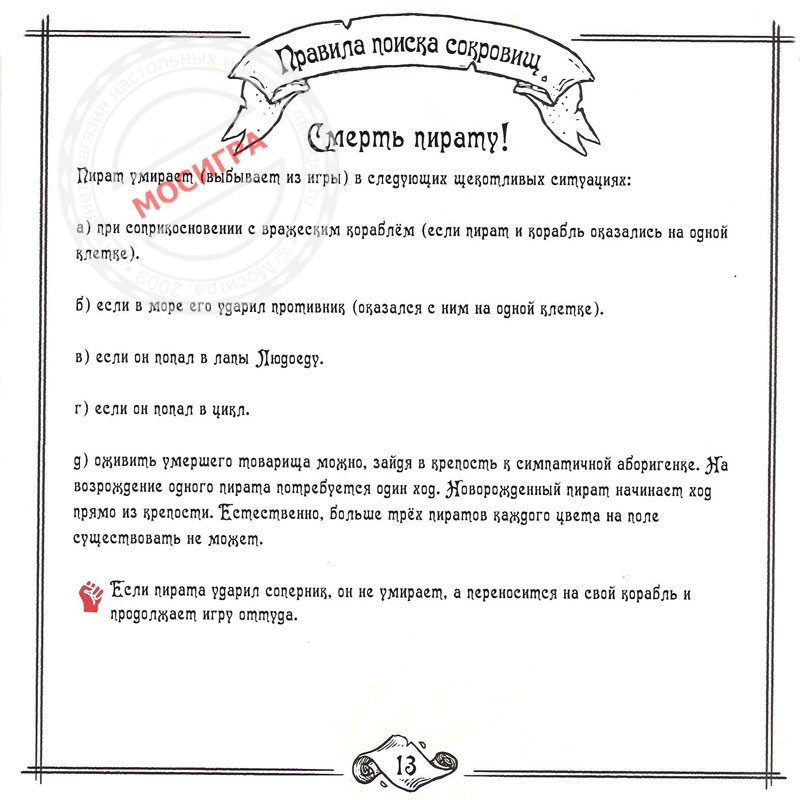 Правила поиска сокровищ
Смерть пирату!
Пират умирает (выбывает из игры) в следующих щекотливых ситуациях:
а) при соприкосновении с вражеским кораблём (если пират и корабль оказались на одной
клетке).
б) если в море его ударил противник (оказался с ним на одной клетке).
в) если он попал в лапы Людоеду.
г) если он попал в цикл.
д) оживить умершего товарища можно, зайдя в крепость к симпатичной аборигенке. На
возрождение одного пирата потребуется один ход. Новорожденный пират начинает ход
прямо из крепости. Естественно, больше трёх пиратов каждого цвета на поле
существовать не может.
Если пирата ударил соперник, он не умирает, а переносится на свой корабль и
продолжает игру оттуда.
13
МОСИГРА
© Мосигра, 2009